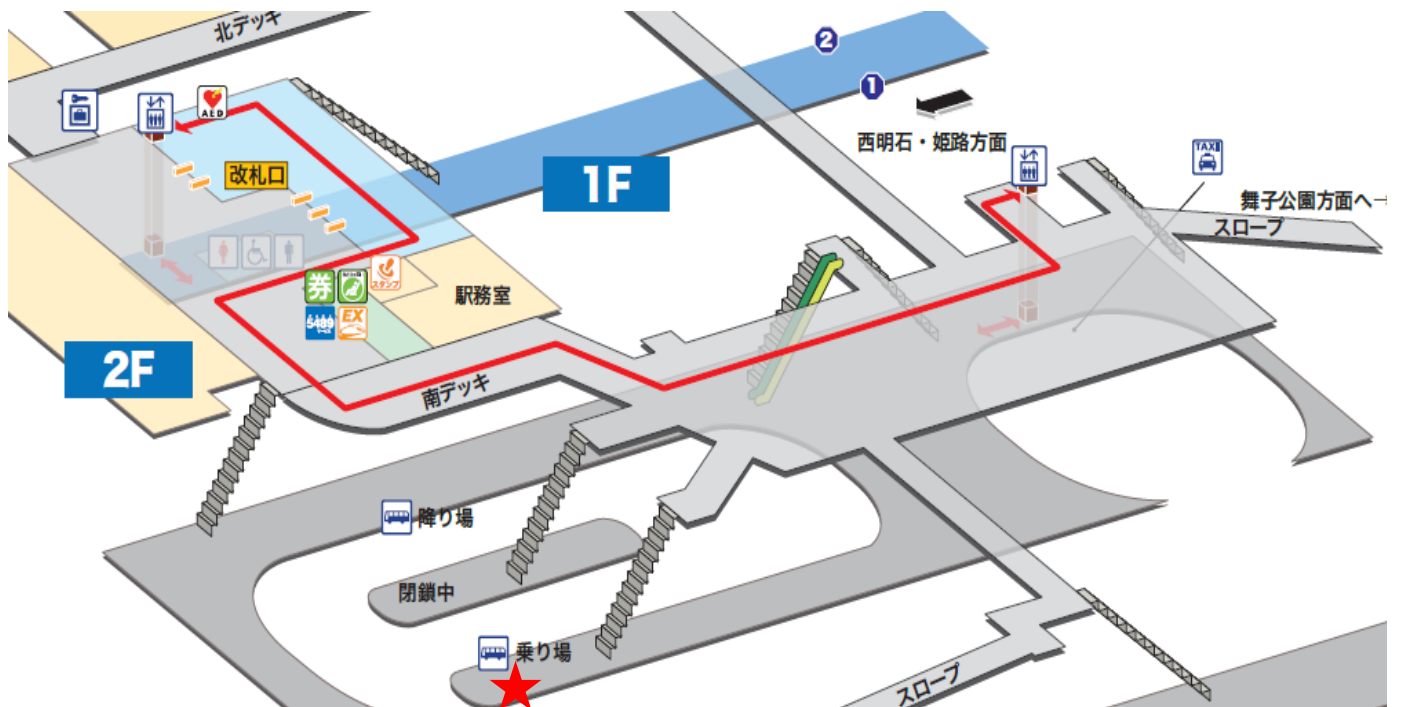 北デッキ
2
1
AED
西明石・姫路方面
TAXI
改札口
1F
舞子公園方面へ→
スロープ
券
スタンプ
駅務室
5489
EX
2F
南デッキ
降り場
閉鎖中
乗り場
スロープ